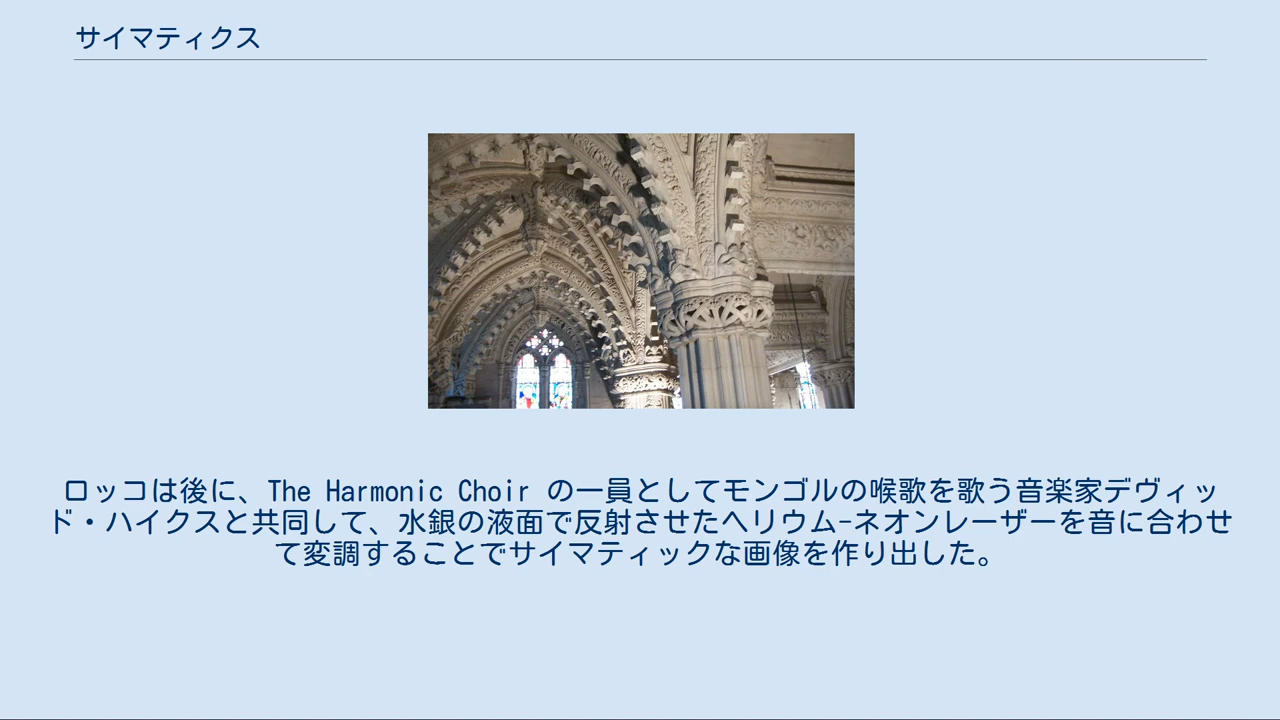 サイマティクス
ロッコは後に、The Harmonic Choir の一員としてモンゴルの喉歌を歌う音楽家デヴィッ
ド・ハイクスと共同して、水銀の液面で反射させたヘリウム-ネオンレーザーを音に合わせ
て変調することでサイマティックな画像を作り出した。